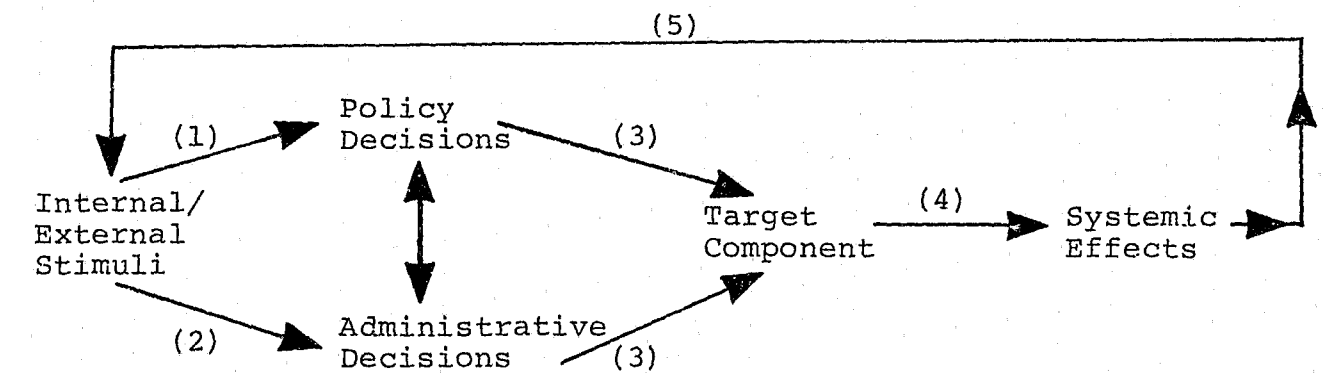 (5)
Policy
Decisions
(1)
(3)
Internal/
External
Stimuli
Target
Component
(4)
Systemic
Effects
(2)
Administrative
Decisions
(3)